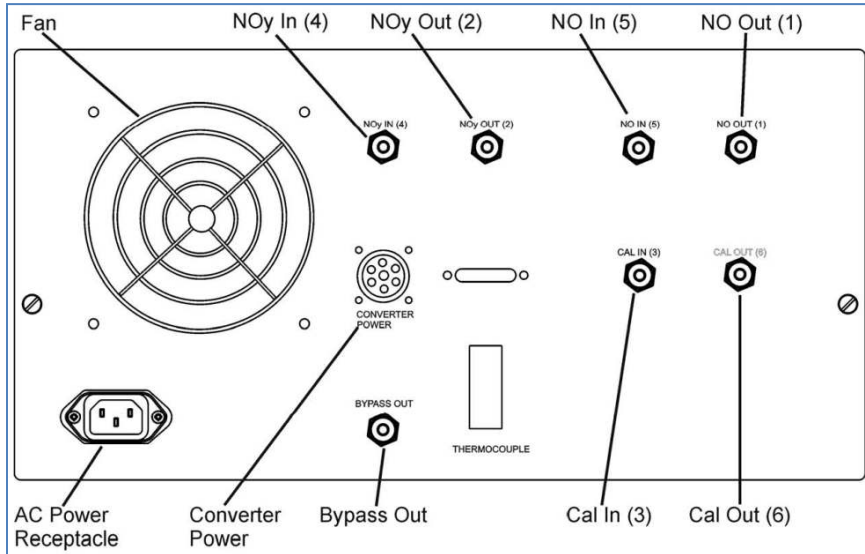 Fan
NOy In (4)
NOy Out (2)
NO In (5)
NO Out (1)
NOy IN (4)
NOy OUT (2)
NO IN (5)
NO OUT (1)
CAL IN (3)
CAL OUT (6)
CONVERTER
POWER
BYPASS OUT
THERMOCOUPLE
AC Power
Receptacle
Converter
Power
Bypass Out
Cal In (3)
Cal Out (6)